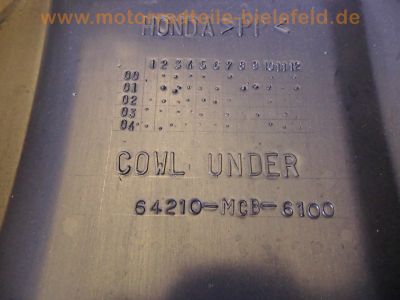 www.motorradteile-bielefeld.de
HONDA >PP<
1 2 3 4 5 6 7 8 9 10 11 12
00
01
02
03
04
COWL UNDER
64210-MCB-6100